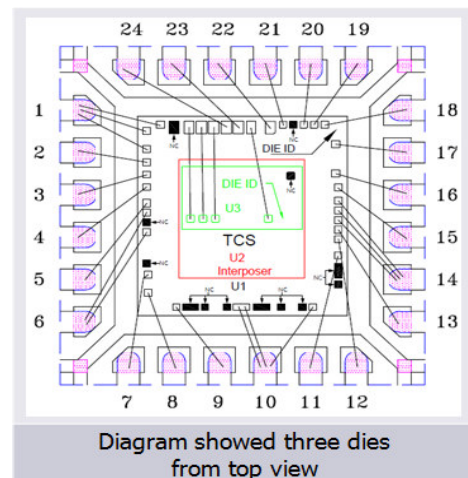 24 23 22 21 20 19
1
2
3
4
5
6
18
17
16
15
14
13
NC
NC
DIE ID
NC
DIE ID
U3
TCS
U2
Interposer
U1
NC
NC
NC
NC
NC
7 8 9 10 11 12
Diagram showed three dies
from top view